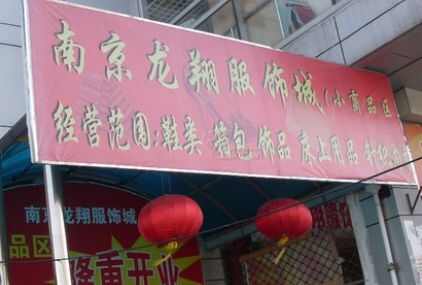 南京龙翔服饰城(小商品区
经营范围:鞋类 箱包 饰品 床上用品 针织
南京龙翔服饰城
品区
隆重开业